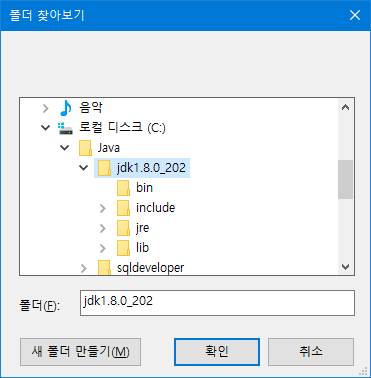 폴더 찾아보기
음악
로컬 디스크 (C:)
Java
jdk1.8.0_202
bin
include
jre
lib
sqldeveloper
폴더(F): jdk1.8.0_202
새 폴더 만들기(M) 확인 취소